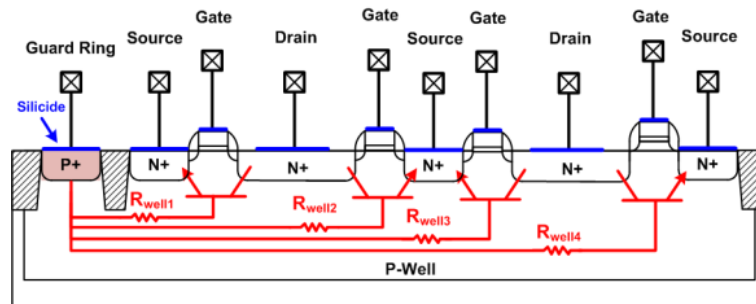 Gate
Gate
Gate
Gate
Guard Ring
Source
Drain
Source
Drain
Source
Silicide
P+
N+
N+
N+
N+
N+
Rwell1
Rwell2
Rwell3
Rwell4
P-Well